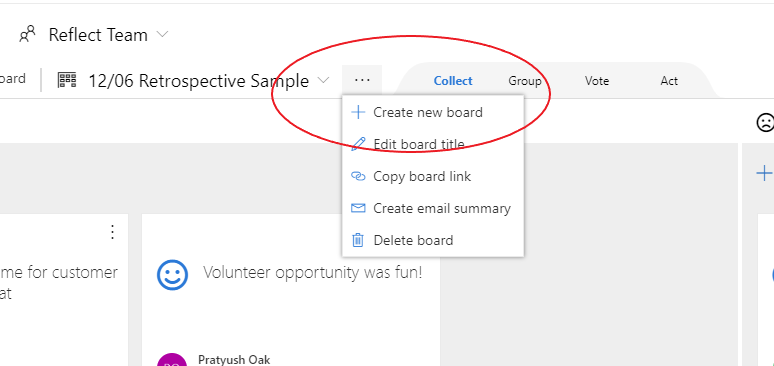 Reflect Team
12/06 Retrospective Sample
...
Collect
Group
Vote
Act
Create new board
Edit board title
Copy board link
Create email summary
Delete board
me for customer
at
Volunteer opportunity was fun!
Pratyush Oak